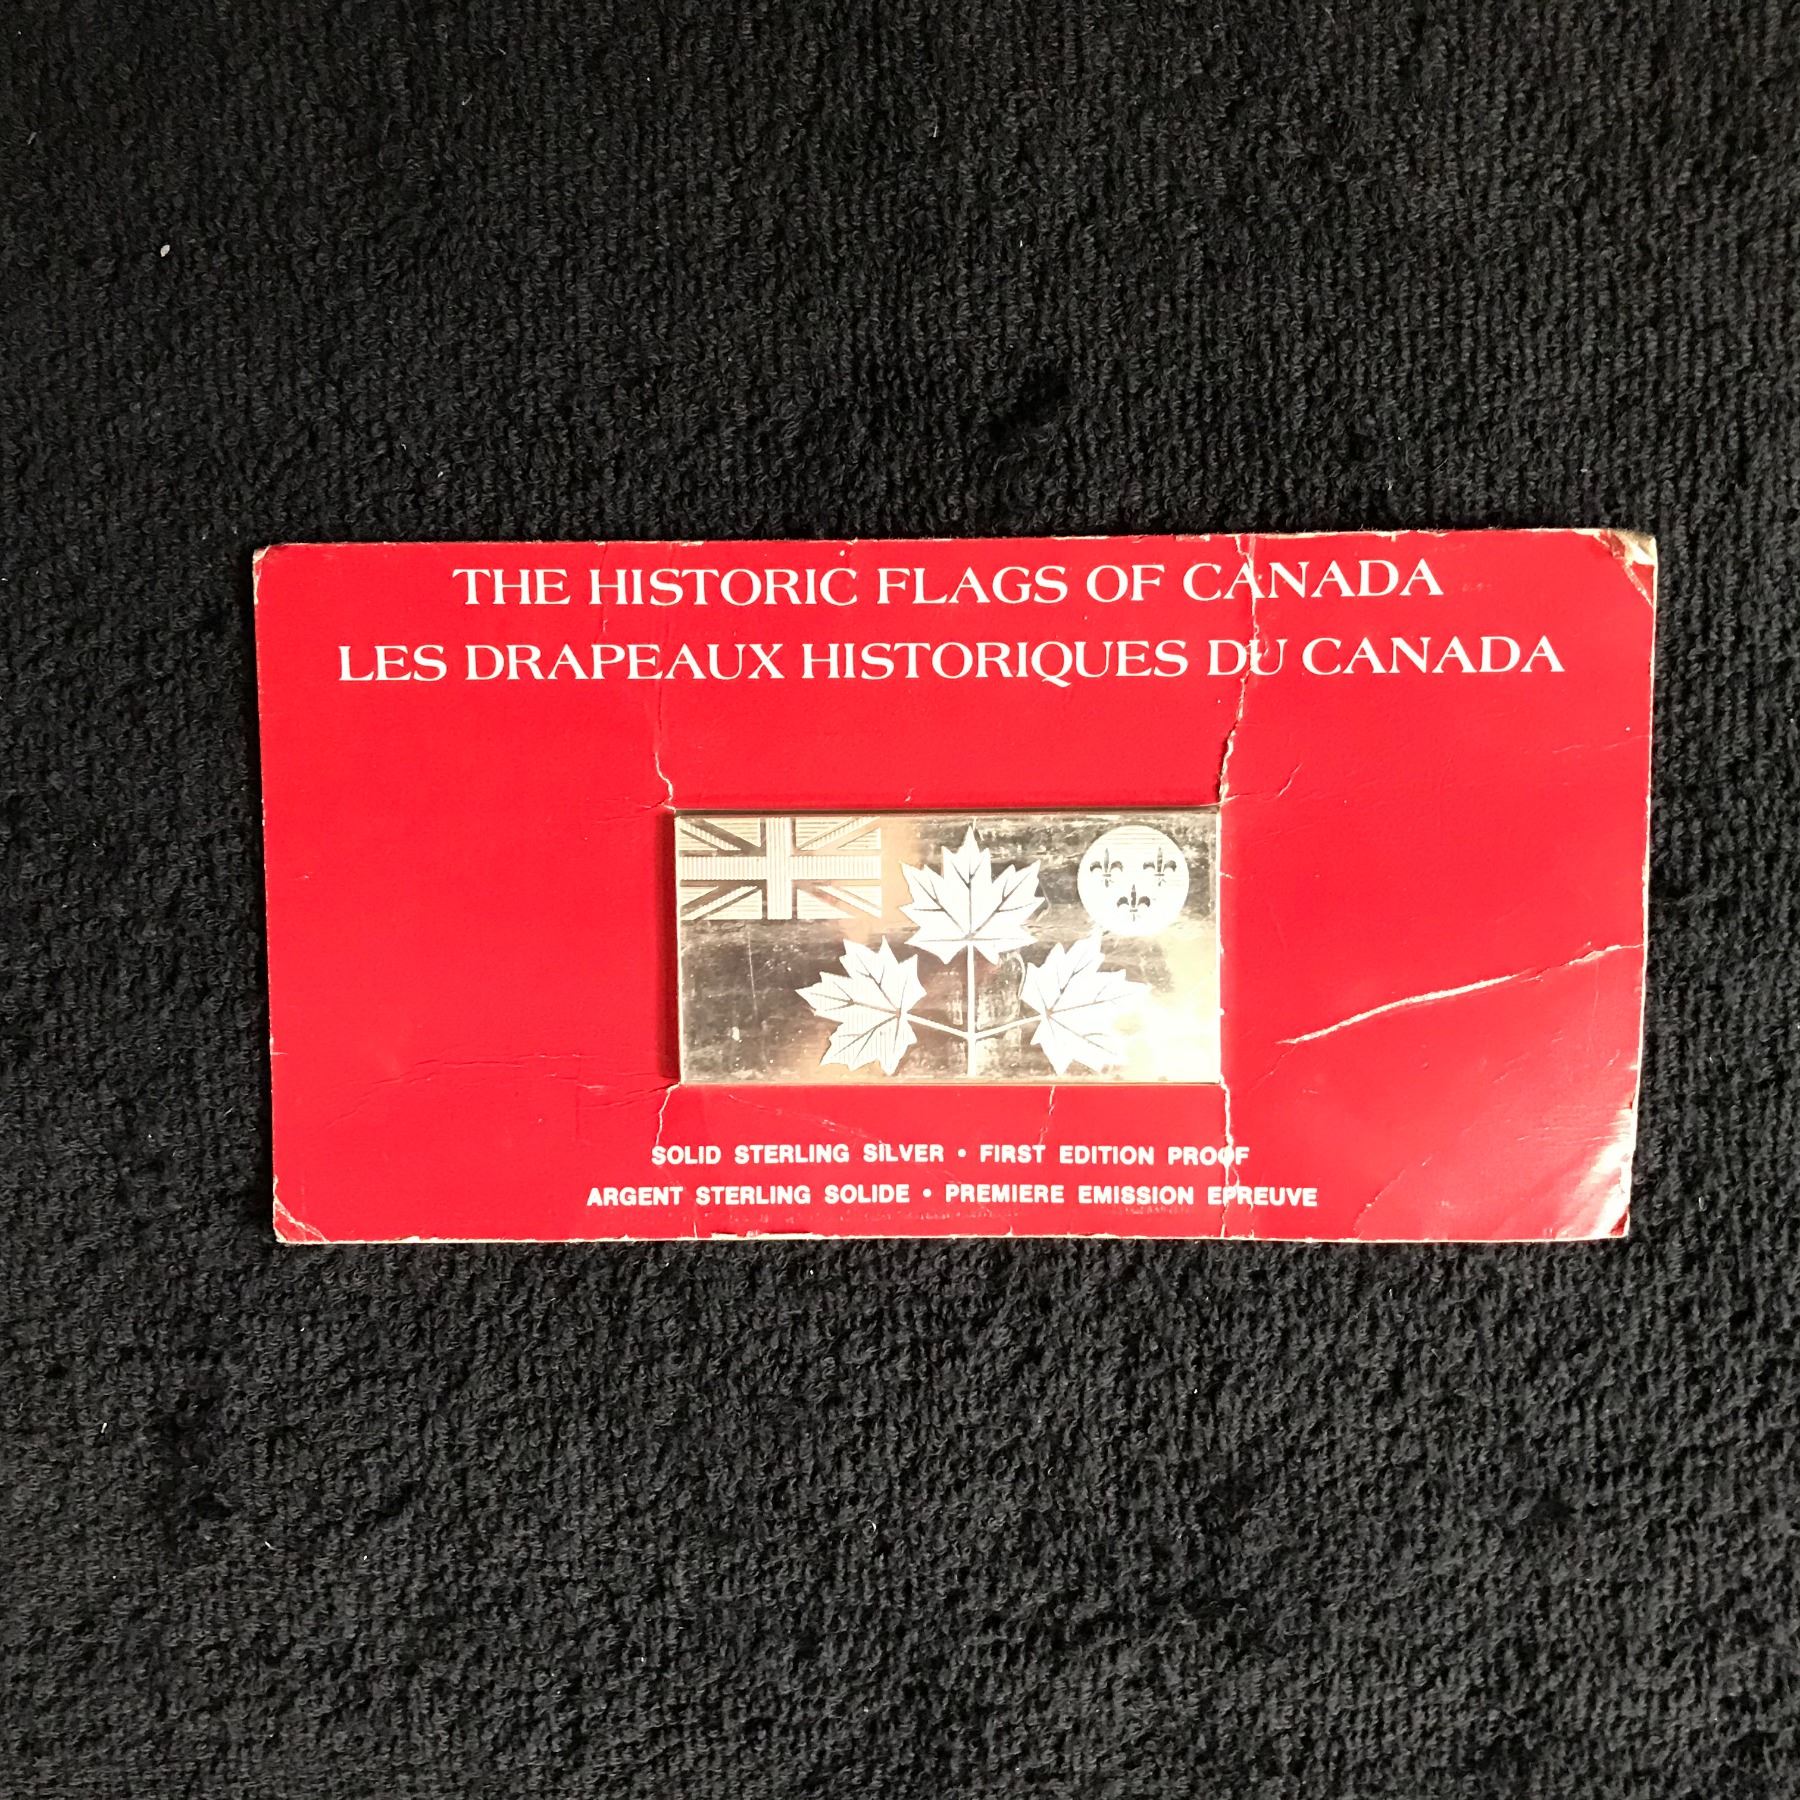 THE HISTORIC FLAGS OF CANADA
LES DRAPEAUX HISTORIQUES DU CANADA
SOLID STERLING SILVER • FIRST EDITION PROOF
ARGENT STERLING SOLIDE • PREMIERE EMISSION EPREUVE